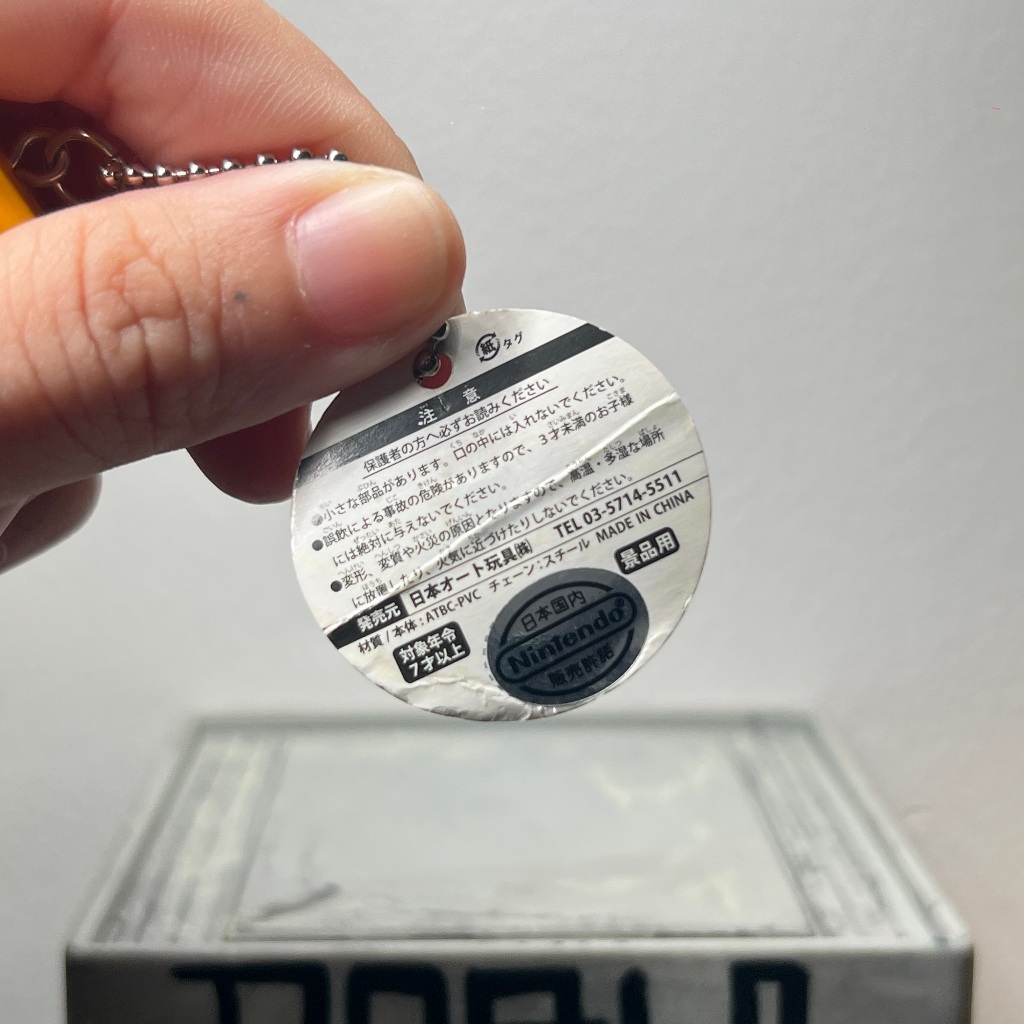 紙 タグ
注意
保護者の方へ必ずお読みください
●小さな部品があります。口の中には入れないでください。
●誤飲による事故の危険がありますので、3才未満のお子様
には絶対に与えないでください。
●変形、変質や火災の原因となりますので、高温・多湿な場所
に放置したり、火気に近づけたりしないでください。
発売元 日本オート玩具㈱ TEL 03-5714-5511
材質/本体:ATBC-PVC チェーン:スチール MADE IN CHINA
対象年令
7才以上
景品用
日本国内
Nintendo
販売許諾